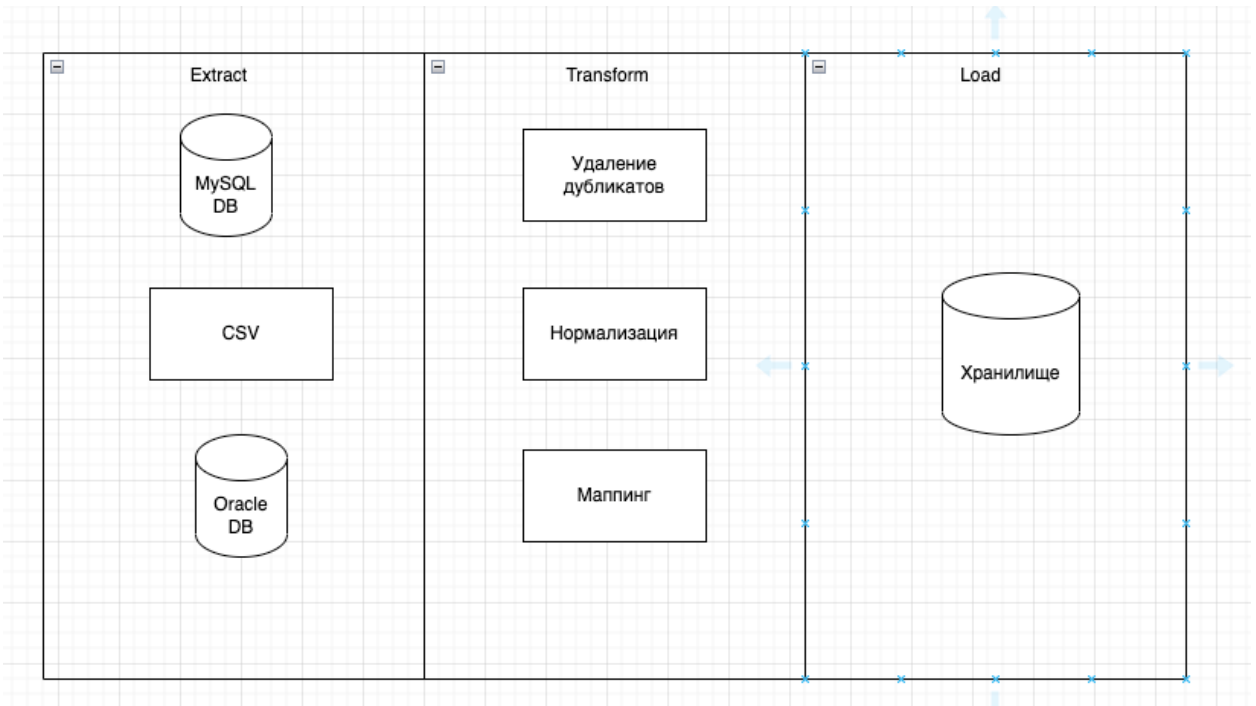 Extract
MySQL
DB
CSV
Oracle
DB
Transform
Удаление
дубликатов
Нормализация
Маппинг
Load
Хранилище